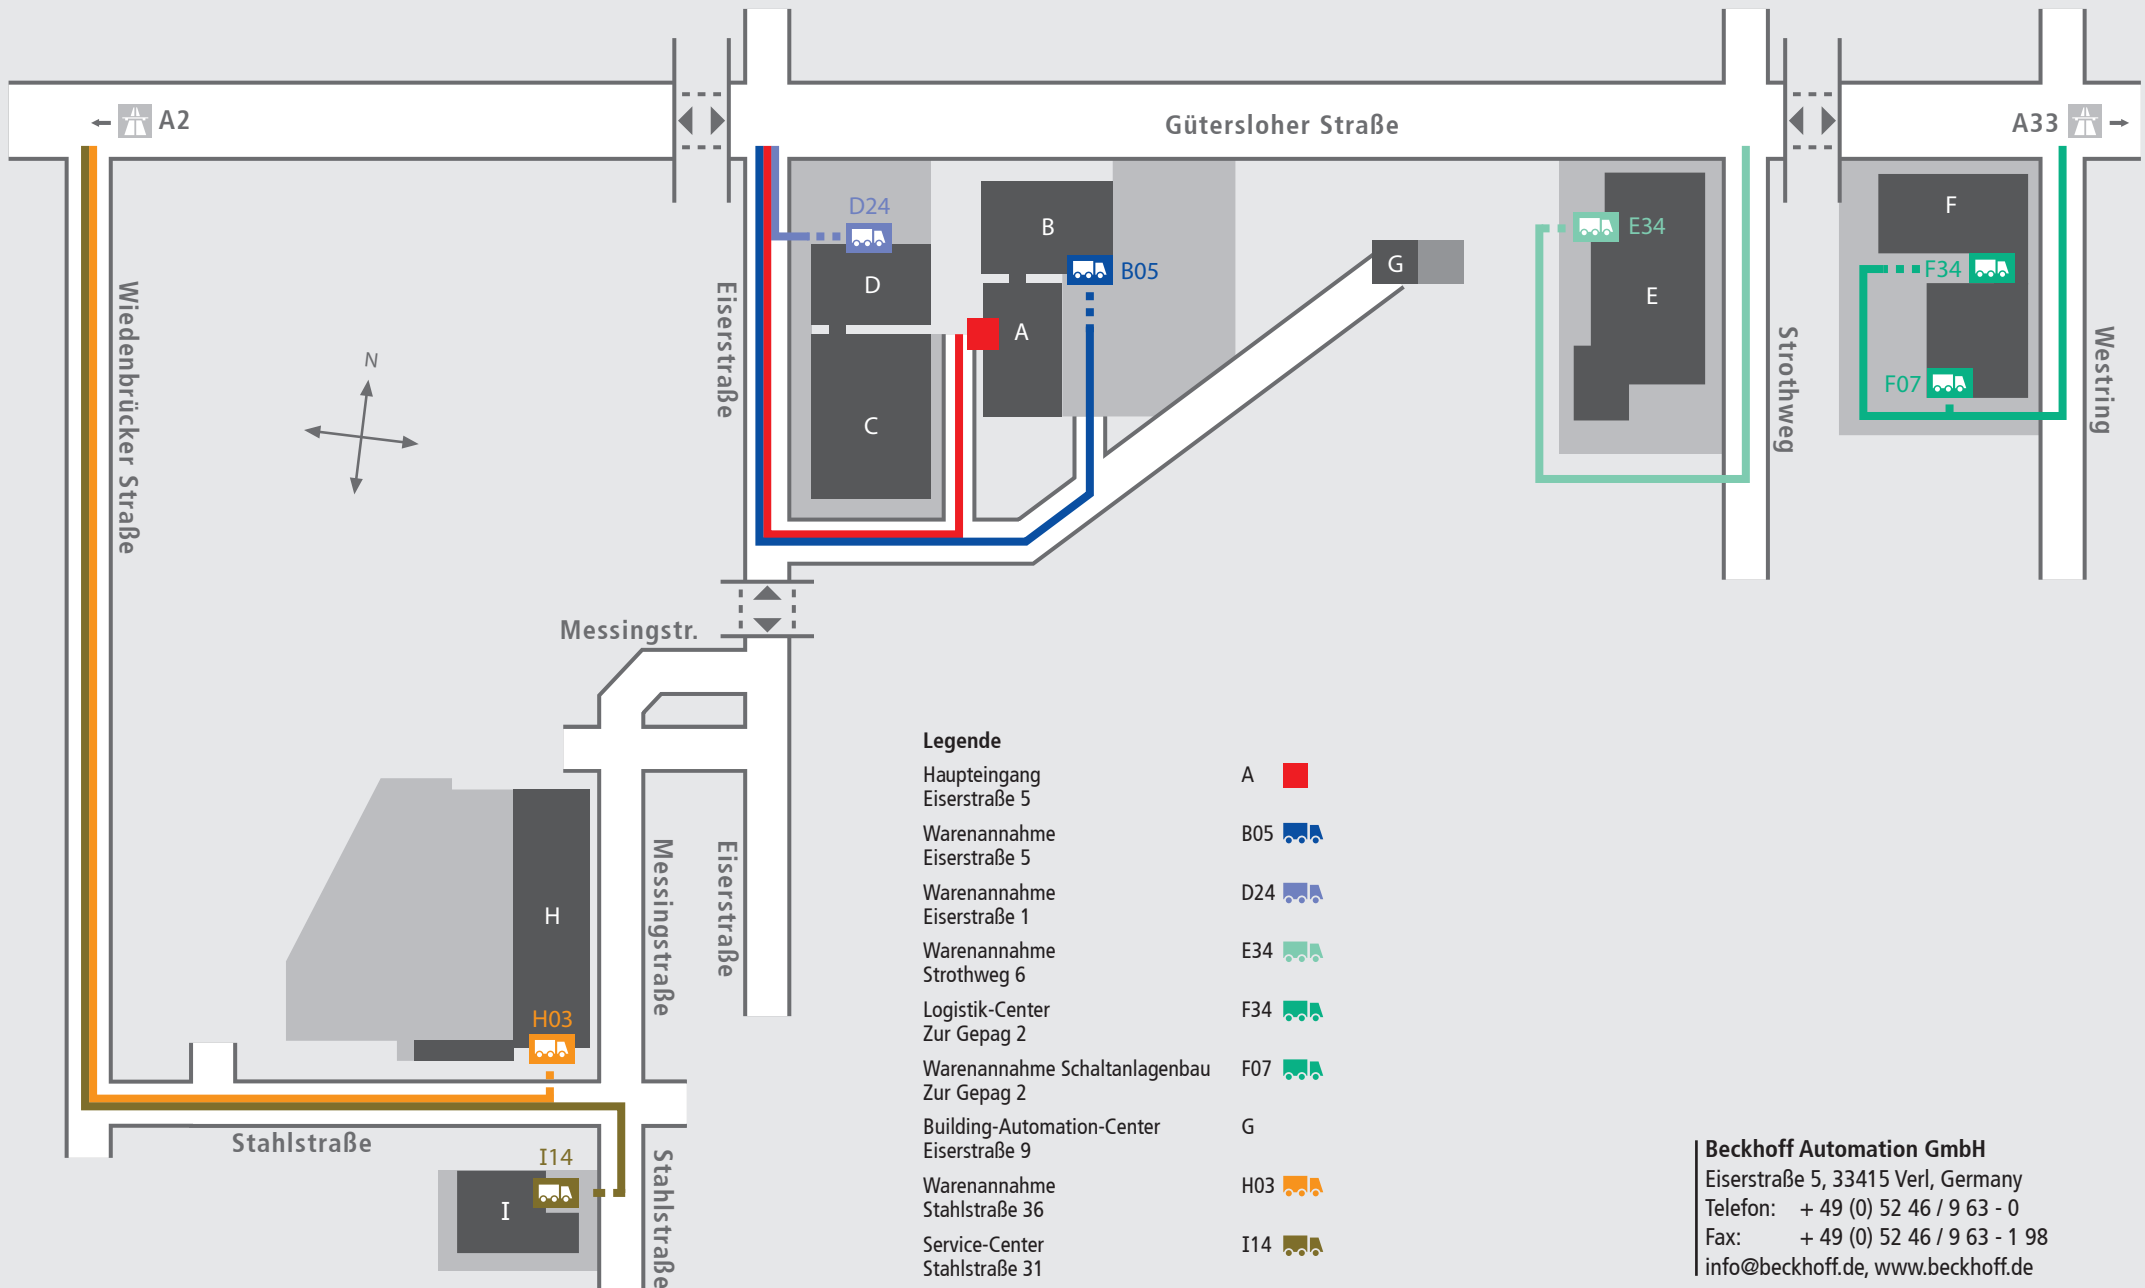 A2
Gütersloher Straße
A33
D24
B
E34
F
B05
G
D
E
F34
A
F07
C
Wiedenbrücker Straße
Eiserstraße
Strothweg
Westring
N
Messingstr.
H
Messingstraße
Eiserstraße
H03
Stahlstraße
I14
I
Stahlstraße
Legende
Haupteingang A
Eiserstraße 5
Warenannahme B05
Eiserstraße 5
Warenannahme D24
Eiserstraße 1
Warenannahme E34
Strothweg 6
Logistik-Center F34
Zur Gepag 2
Warenannahme Schaltanlagenbau F07
Zur Gepag 2
Building-Automation-Center G
Eiserstraße 9
Warenannahme H03
Stahlstraße 36
Service-Center I14
Stahlstraße 31
Beckhoff Automation GmbH
Eiserstraße 5, 33415 Verl, Germany
Telefon: + 49 (0) 52 46 / 9 63 - 0
Fax: + 49 (0) 52 46 / 9 63 - 1 98
info@beckhoff.de, www.beckhoff.de